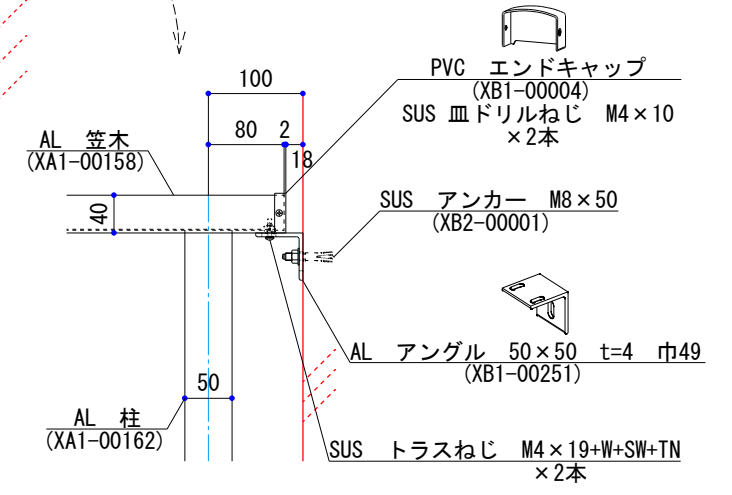 PVC エンドキャップ
(XB1-00004)
SUS 皿ドリルねじ M4×10
×2本
100
80 2
18
AL 笠木
(XA1-00158)
40
SUS アンカー M8×50
(XB2-00001)
AL アングル 50×50 t=4 巾49
(XB1-00251)
50
AL 柱
(XA1-00162)
SUS トラスねじ M4×19+W+SW+TN
×2本